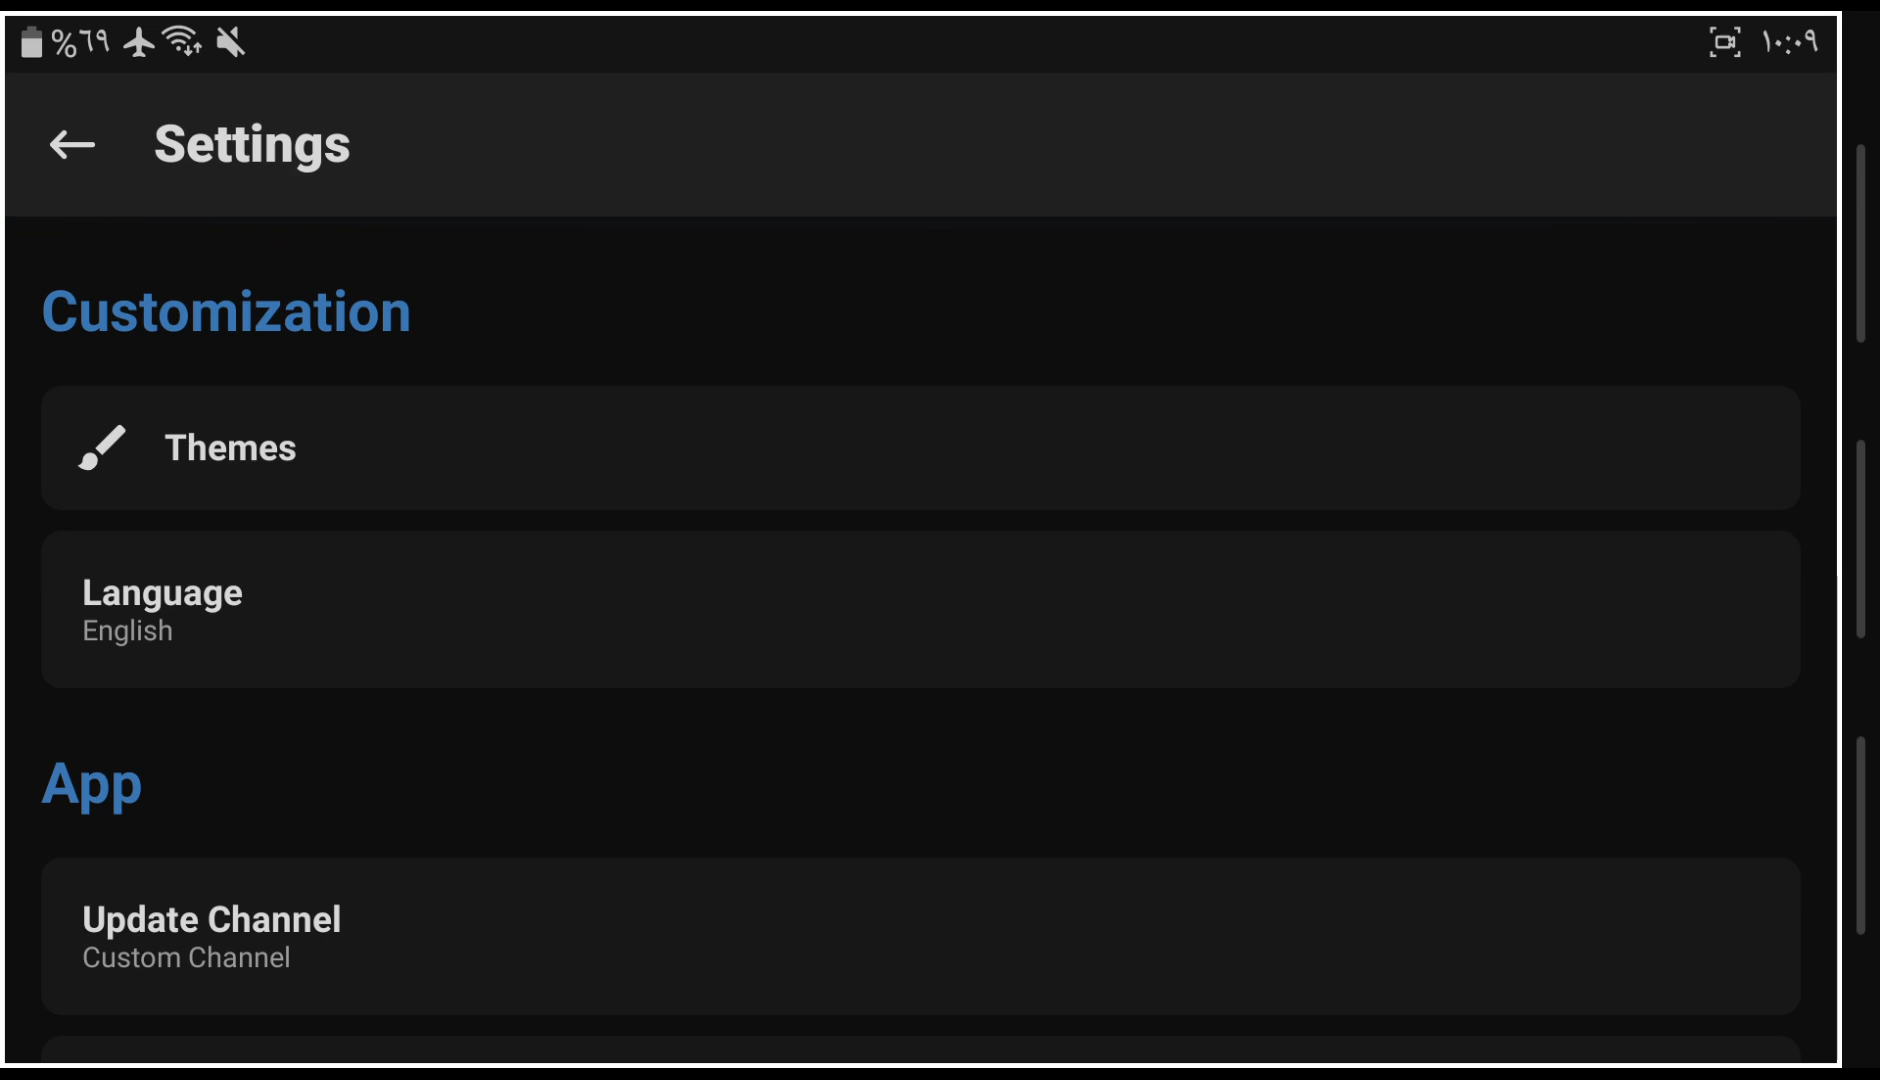 %٦٩ ١٠:٠٩
Settings
Customization
Themes
Language
English
App
Update Channel
Custom Channel